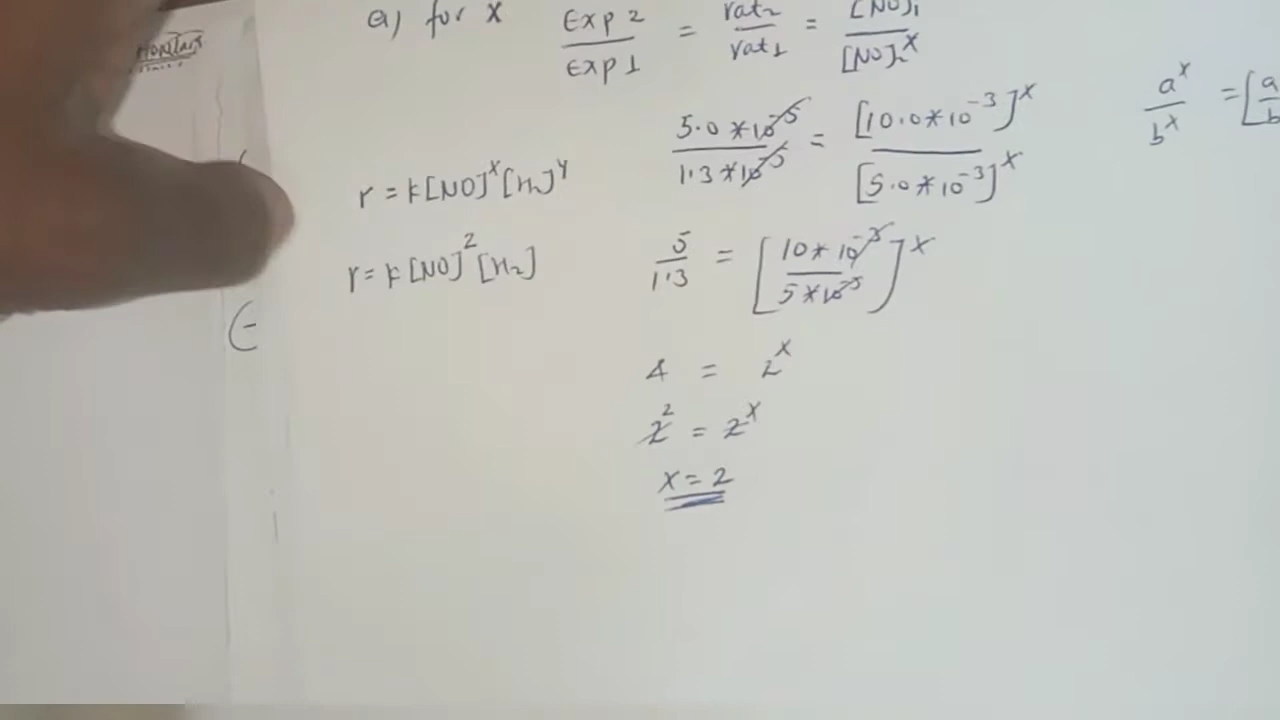 a) for x Exp 2 / Exp 1 = rat2 / rat1 = [NO]1 / [NO]2^x
5.0 * 10^-5 / 1.3 * 10^-5 = [10.0 * 10^-3]^x / [5.0 * 10^-3]^x
a^x / b^x = [a / b
r = k[NO]^x [H2]^y
r = k[NO]^2 [H2]
5 / 1.3 = [10 * 10^-3 / 5 * 10^-3]^x
4 = 2^x
2^2 = 2^x
x = 2